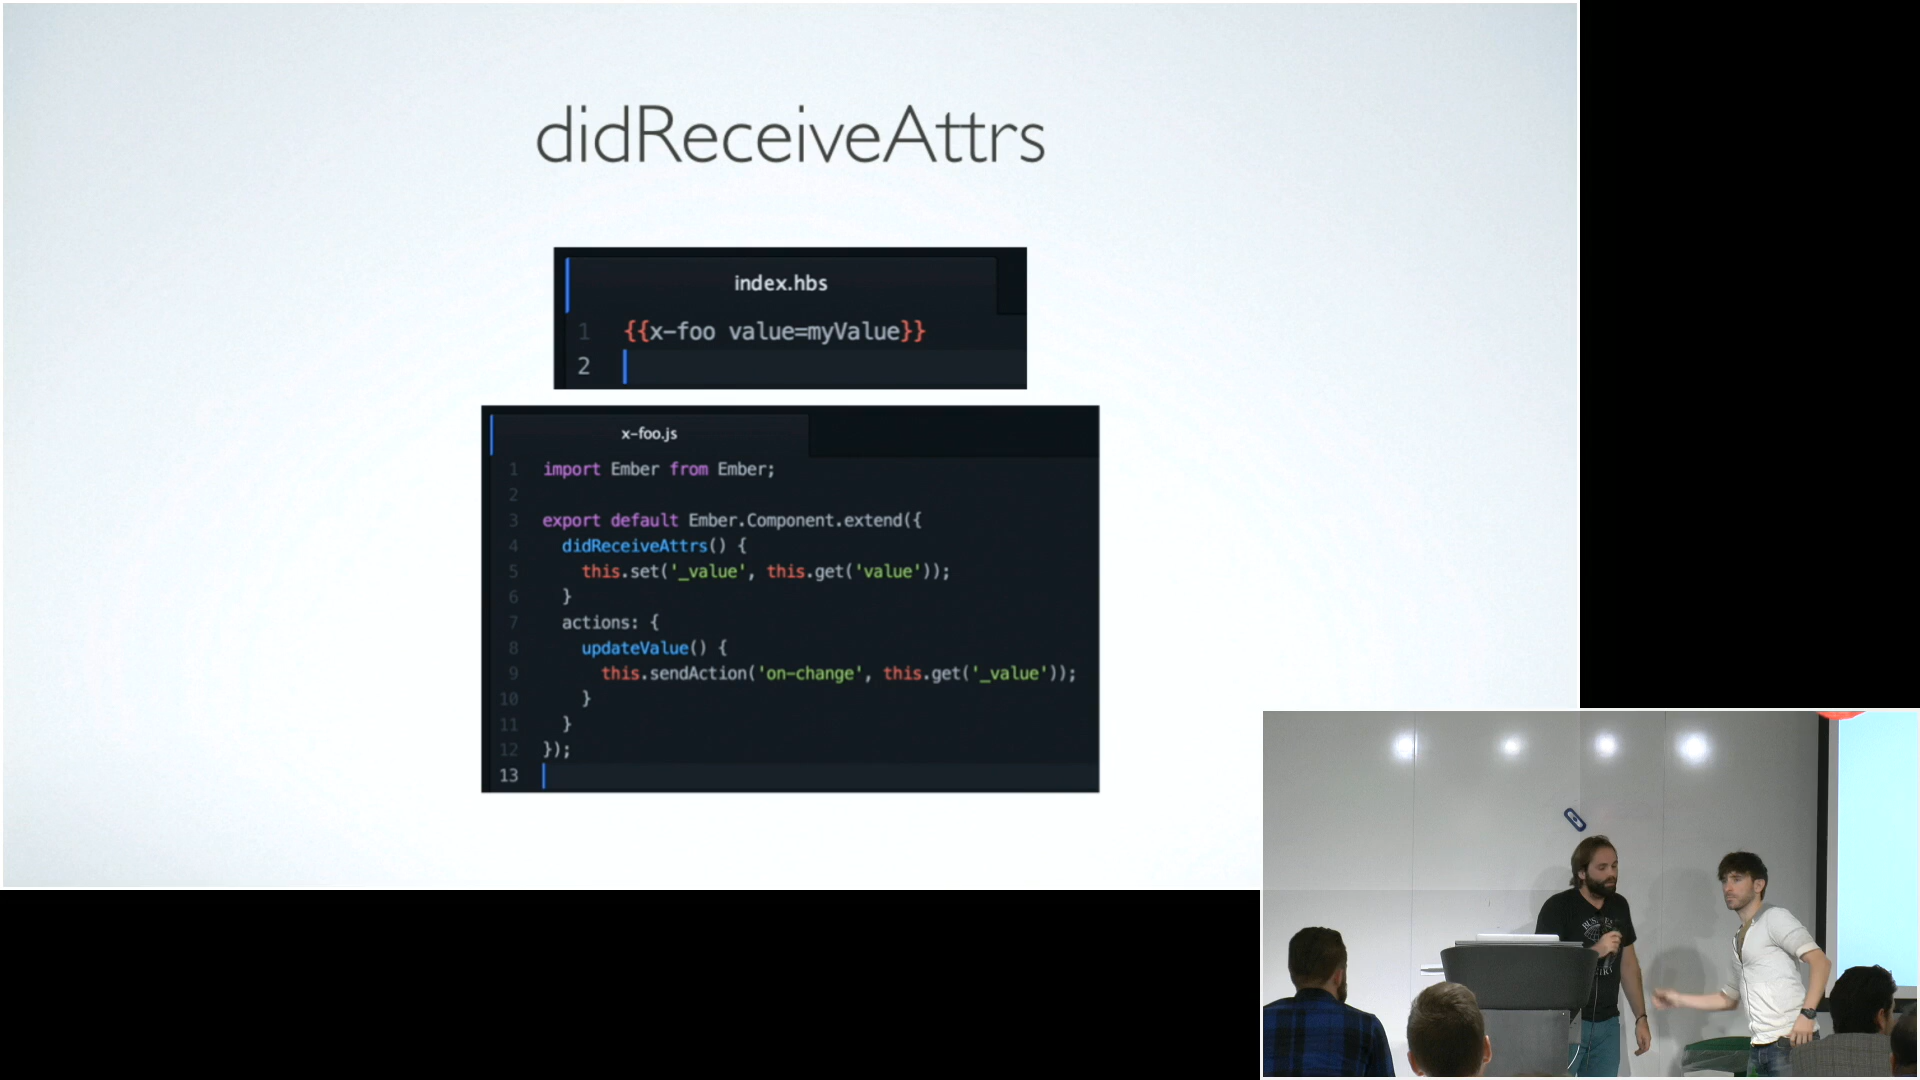 didReceiveAttrs
index.hbs
1 {{x-foo value=myValue}}
2
x-foo.js
1 import Ember from Ember;
2
3 export default Ember.Component.extend({
4 didReceiveAttrs() {
5 this.set('_value', this.get('value'));
6 }
7 actions: {
8 updateValue() {
9 this.sendAction('on-change', this.get('_value'));
10 }
11 }
12 });
13